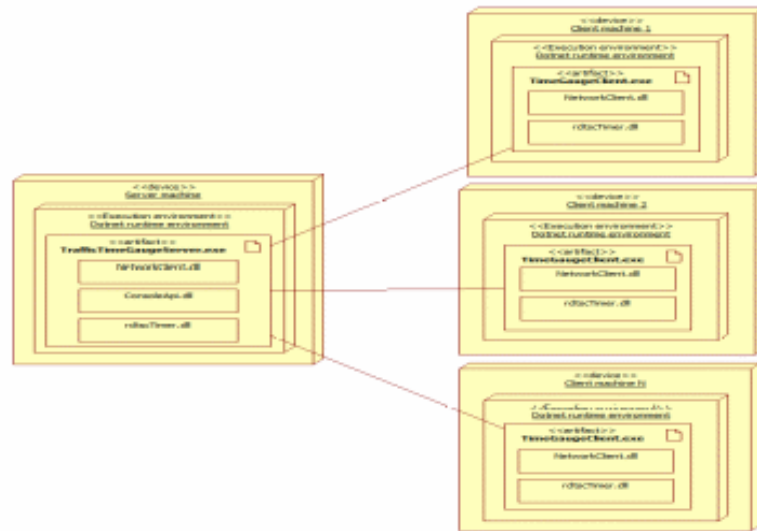 <<device>>
Server machine
<<Execution environment>>
Dotnet runtime environment
<<artifact>>
TrafficTimeGaugeServer.exe
NetworkClient.dll
ConsoleApi.dll
rdtscTimer.dll
<<device>>
Client machine 1
<<Execution environment>>
Dotnet runtime environment
<<artifact>>
TimeGaugeClient.exe
NetworkClient.dll
rdtscTimer.dll
<<device>>
Client machine 2
<<Execution environment>>
Dotnet runtime environment
<<artifact>>
TimeGaugeClient.exe
NetworkClient.dll
rdtscTimer.dll
<<device>>
Client machine N
<<Execution environment>>
Dotnet runtime environment
<<artifact>>
TimeGaugeClient.exe
NetworkClient.dll
rdtscTimer.dll